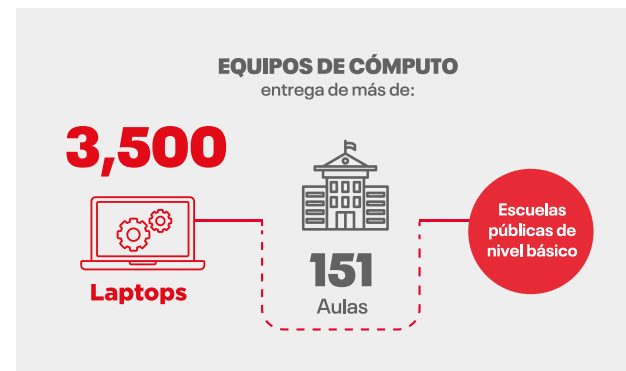 EQUIPOS DE CÓMPUTO
entrega de más de:
3,500
Laptops
151
Aulas
Escuelas
públicas de
nivel básico